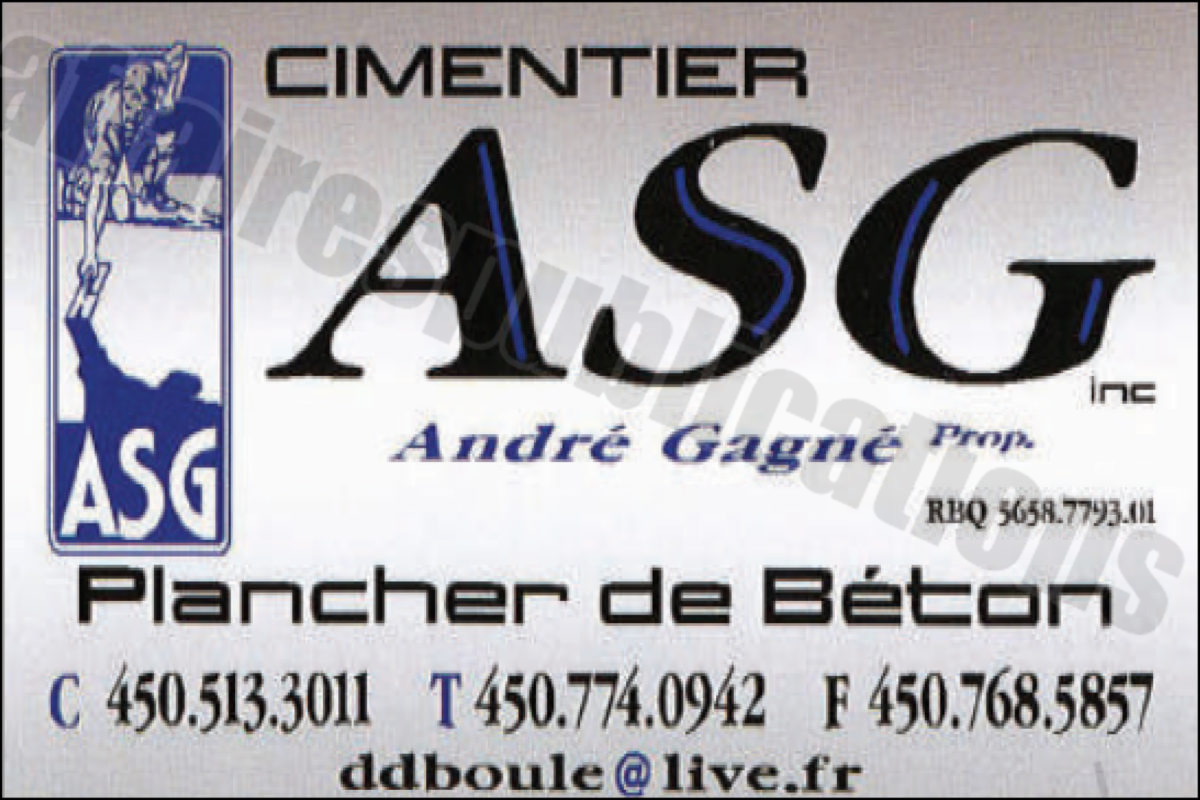 CIMENTIER
ASG
inc
André Gagné Prop.
RBQ 5658.7793.01
ASG
Plancher de Béton
C 450.513.3011 T 450.774.0942 F 450.768.5857
ddboule@live.fr
affairespublications